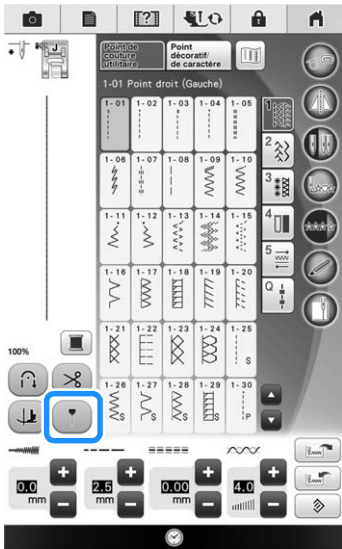 J
Point de couture utilitaire
Point décoratif/ de caractère
1-01 Point droit (Gauche)
1-01 1-02 1-03 1-04 1-05
1-06 1-07 1-08 1-09 1-10
1-11 1-12 1-13 1-14 1-15
1-16 1-17 1-18 1-19 1-20
1-21 1-22 1-23 1-24 1-25
S
1-26 1-27 1-28 1-29 1-30
S S S S P
1
2
3
4
5
Q
100%
0.0 mm
2.5 mm
0.00 mm
4.0